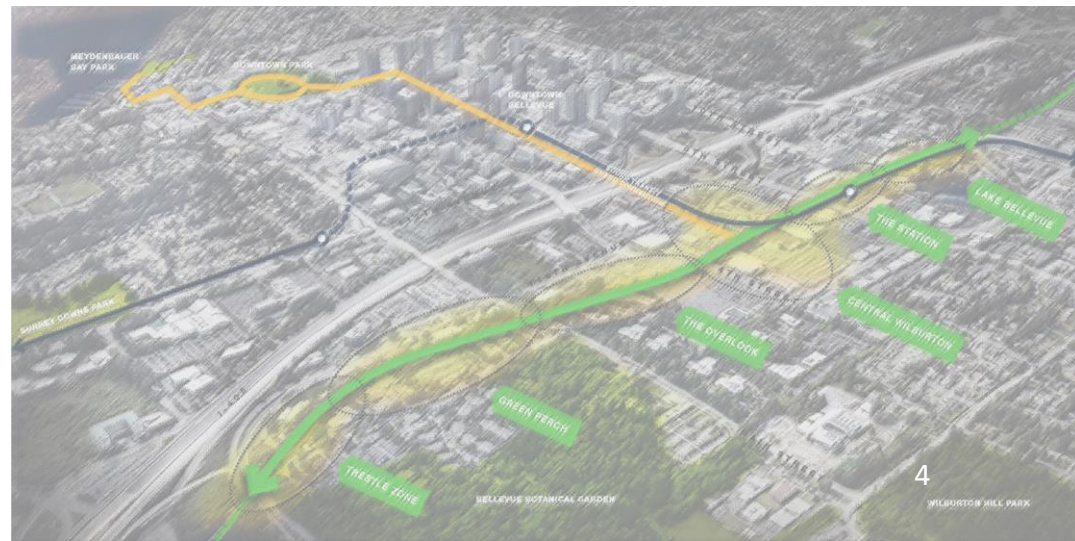 MEYDENBAUER
BAY PARK
DOWNTOWN PARK
DOWNTOWN
BELLEVUE
LAKE BELLEVUE
THE STATION
CENTRAL WILBURTON
SURREY DOWNS PARK
THE OVERLOOK
I-405
GREEN PERCH
TRESTLE ZONE
4
BELLEVUE BOTANICAL GARDEN
WILBURTON HILL PARK